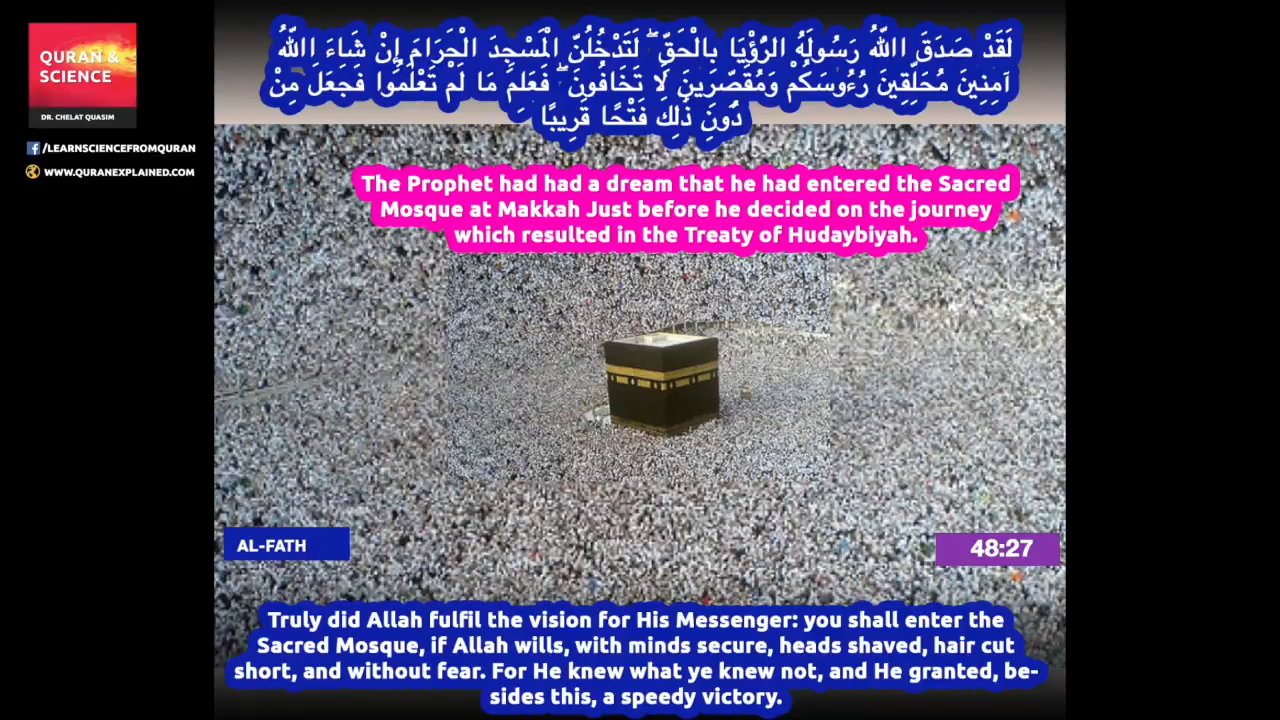 QURAN &
SCIENCE
DR. CHELAT QUASIM
/LEARNSCIENCEFROMQURAN
WWW.QURANEXPLAINED.COM
لَقَدْ صَدَقَ اللَّهُ رَسُولَهُ الرُّؤْيَا بِالْحَقِّ ۖ لَتَدْخُلُنَّ الْمَسْجِدَ الْحَرَامَ إِنْ شَاءَ اللَّهُ
آمِنِينَ مُحَلِّقِينَ رُءُوسَكُمْ وَمُقَصِّرِينَ لَا تَخَافُونَ ۖ فَعَلِمَ مَا لَمْ تَعْلَمُوا فَجَعَلَ مِنْ
دُونِ ذَٰلِكَ فَتْحًا قَرِيبًا
The Prophet had had a dream that he had entered the Sacred
Mosque at Makkah Just before he decided on the journey
which resulted in the Treaty of Hudaybiyah.
AL-FATH
48:27
Truly did Allah fulfil the vision for His Messenger: you shall enter the
Sacred Mosque, if Allah wills, with minds secure, heads shaved, hair cut
short, and without fear. For He knew what ye knew not, and He granted, be-
sides this, a speedy victory.